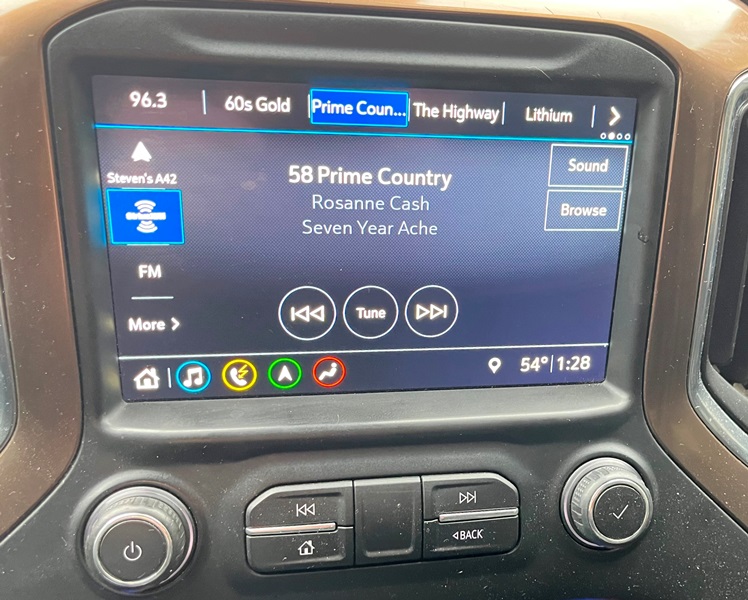 96.3 60s Gold Prime Coun... The Highway Lithium
Steven's A42
58 Prime Country
Rosanne Cash
Seven Year Ache
Sound
Browse
FM
More
Tune
54° 1:28
BACK